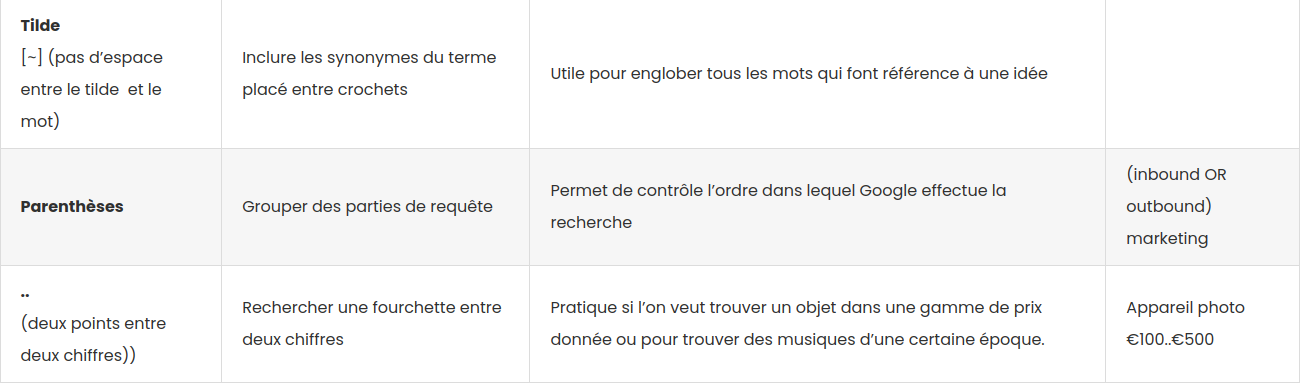 Tilde
[~] (pas d’espace
entre le tilde  et le
mot)
Inclure les synonymes du terme
placé entre crochets
Utile pour englober tous les mots qui font référence à une idée
Parenthèses
Grouper des parties de requête
Permet de contrôle l’ordre dans lequel Google effectue la
recherche
(inbound OR
outbound)
marketing
..
(deux points entre
deux chiffres))
Rechercher une fourchette entre
deux chiffres
Pratique si l’on veut trouver un objet dans une gamme de prix
donnée ou pour trouver des musiques d’une certaine époque.
Appareil photo
€100..€500